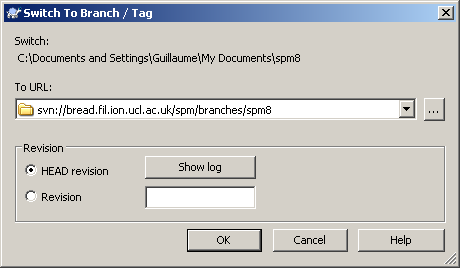 Switch To Branch / Tag
Switch:
C:\Documents and Settings\Guillaume\My Documents\spm8
To URL:
svn://bread.fil.ion.ucl.ac.uk/spm/branches/spm8
...
Revision
HEAD revision
Show log
Revision
OK
Cancel
Help